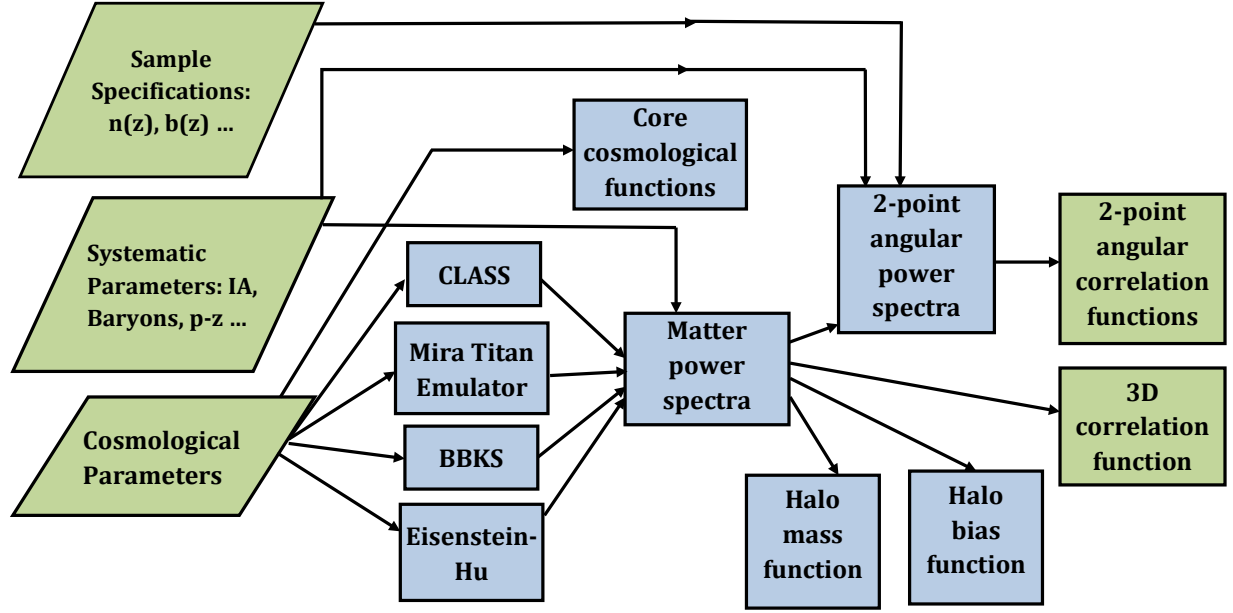 Sample
Specifications:
n(z), b(z) ...
Systematic
Parameters: IA,
Baryons, p-z ...
Cosmological
Parameters
Core
cosmological
functions
CLASS
Mira Titan
Emulator
BBKS
Eisenstein-
Hu
Matter
power
spectra
2-point
angular
power
spectra
2-point
angular
correlation
functions
3D
correlation
function
Halo
mass
function
Halo
bias
function